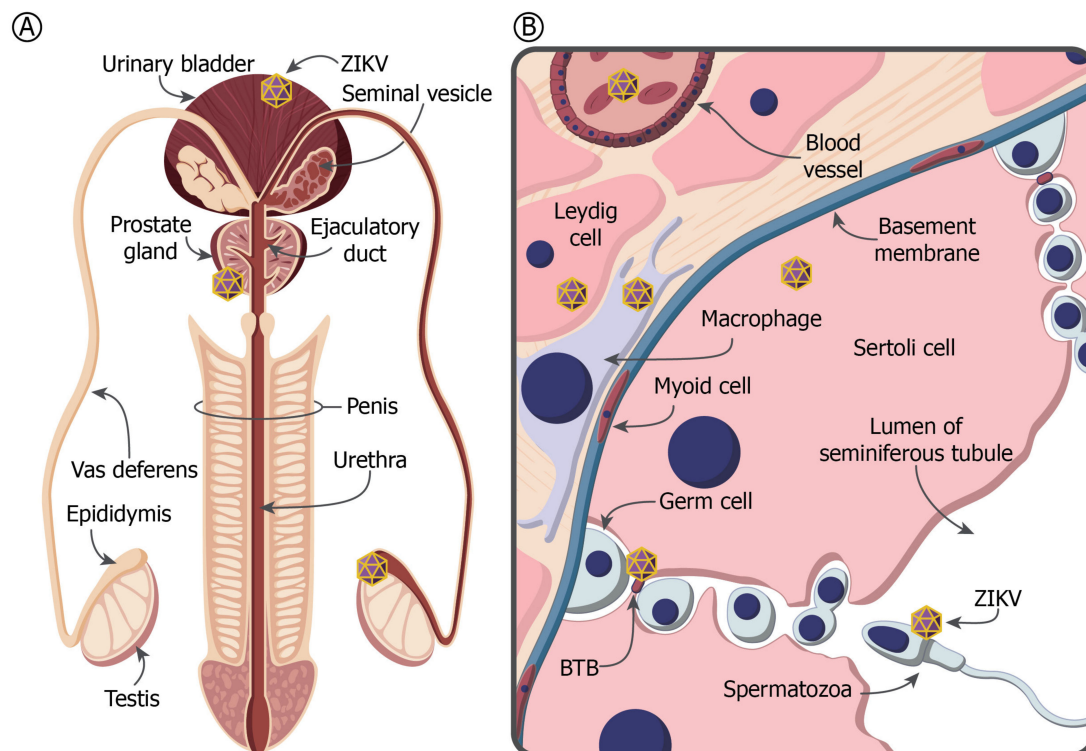 A
Urinary bladder
ZIKV
Seminal vesicle
Prostate
gland
Ejaculatory
duct
Penis
Vas deferens
Urethra
Epididymis
Testis
B
Blood
vessel
Leydig
cell
Basement
membrane
Macrophage
Sertoli cell
Myoid cell
Lumen of
seminiferous tubule
Germ cell
ZIKV
BTB
Spermatozoa